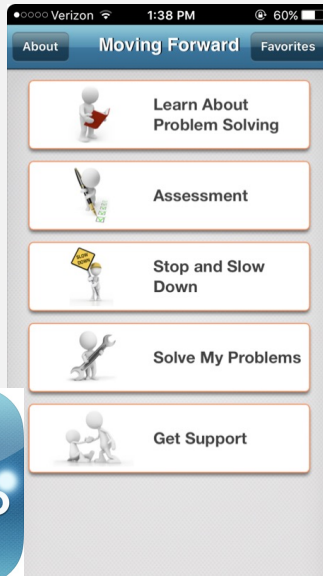 Verizon 1:38 PM 60%
About Moving Forward Favorites
Learn About
Problem Solving
Assessment
SLOW
DOWN
Stop and Slow
Down
Solve My Problems
Get Support